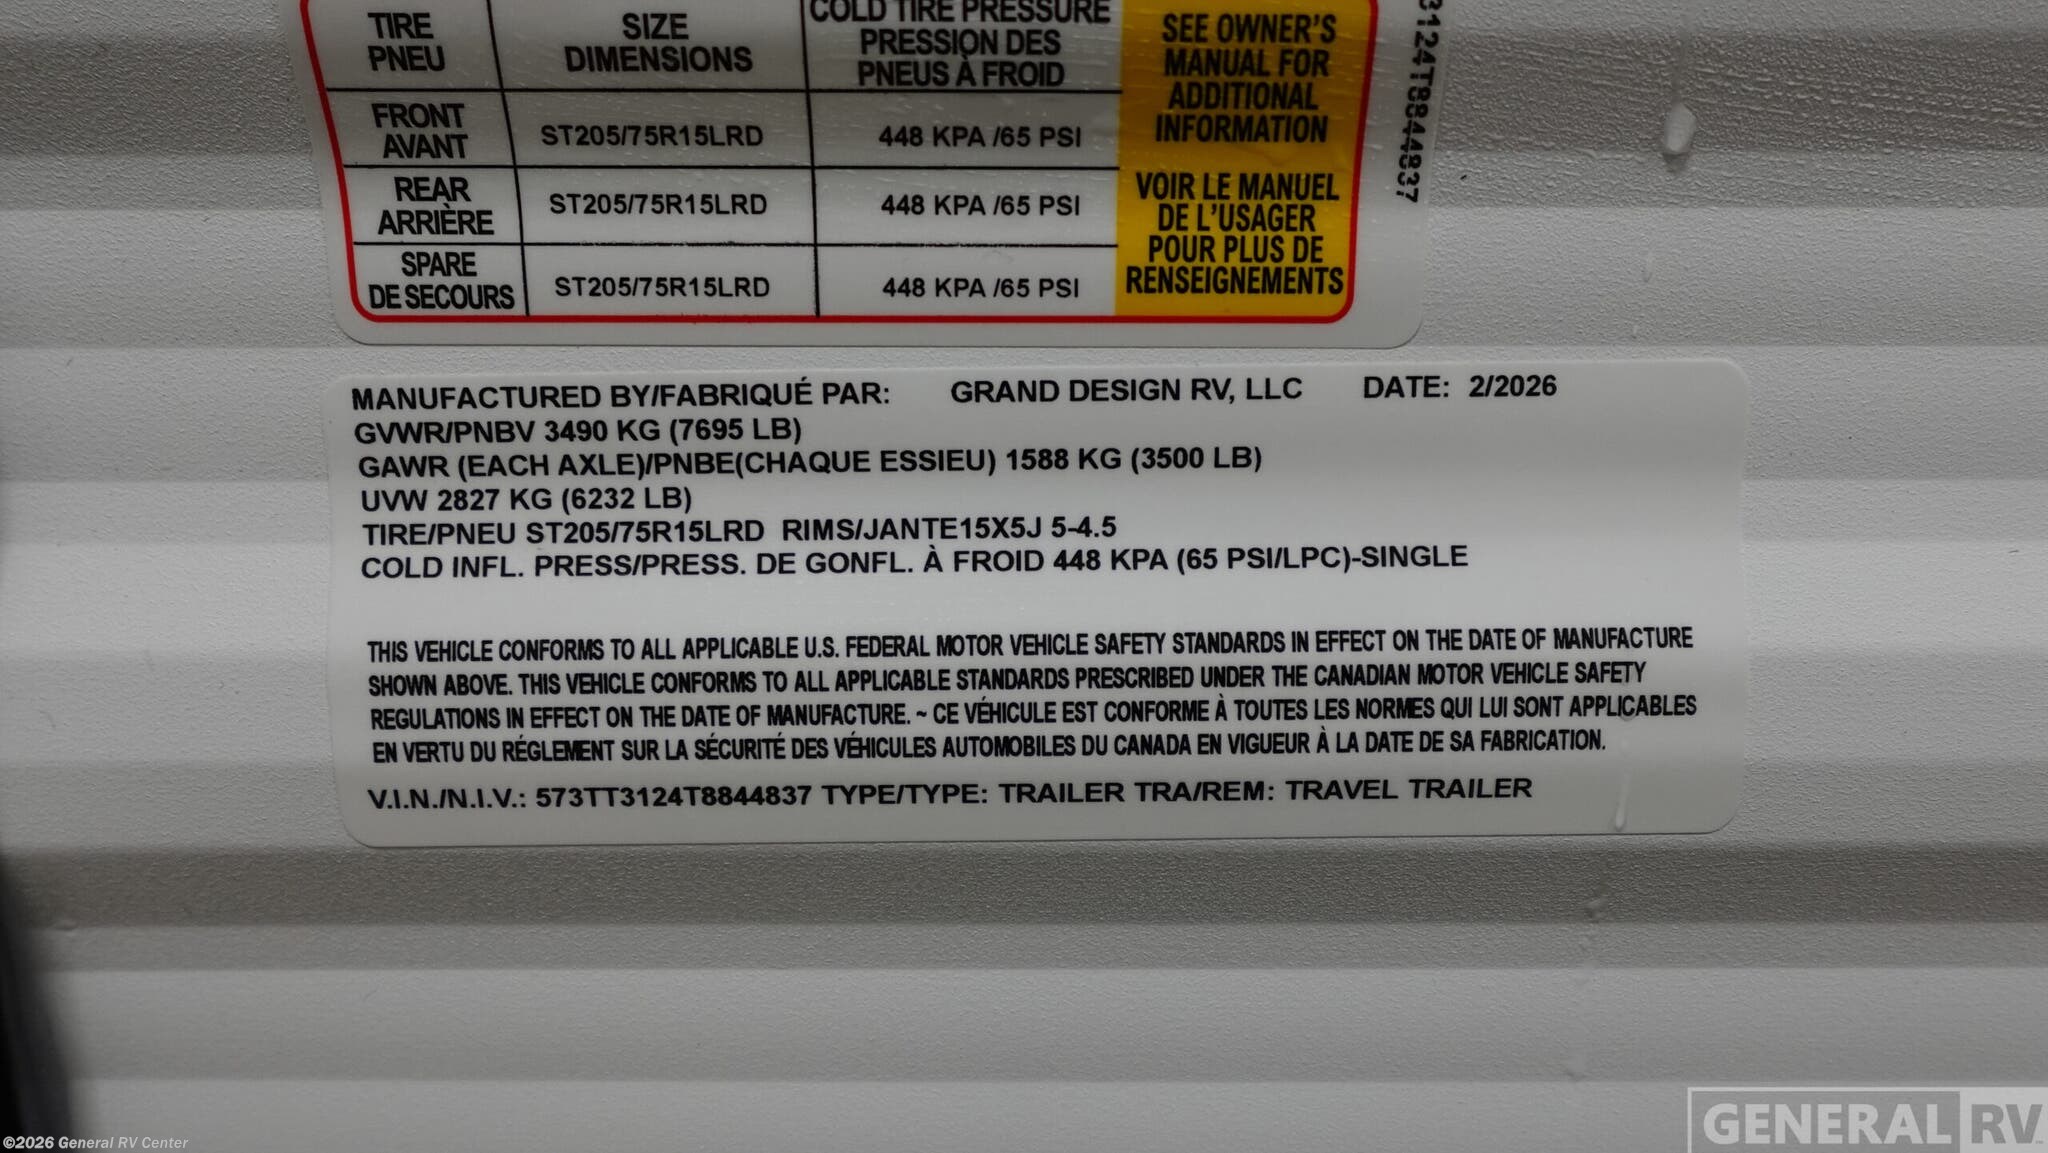 TIRE
PNEU
SIZE
DIMENSIONS
COLD TIRE PRESSURE
PRESSION DES
PNEUS À FROID
SEE OWNER'S
MANUAL FOR
ADDITIONAL
INFORMATION
FRONT
AVANT
ST205/75R15LRD
448 KPA /65 PSI
REAR
ARRIÈRE
ST205/75R15LRD
448 KPA /65 PSI
SPARE
DE SECOURS
ST205/75R15LRD
448 KPA /65 PSI
VOIR LE MANUEL
DE L'USAGER
POUR PLUS DE
RENSEIGNEMENTS
MANUFACTURED BY/FABRIQUÉ PAR: GRAND DESIGN RV, LLC DATE: 2/2026
GVWR/PNBV 3490 KG (7695 LB)
GAWR (EACH AXLE)/PNBE(CHAQUE ESSIEU) 1588 KG (3500 LB)
UVW 2827 KG (6232 LB)
TIRE/PNEU ST205/75R15LRD RIMS/JANTE15X5J 5-4.5
COLD INFL. PRESS/PRESS. DE GONFL. À FROID 448 KPA (65 PSI/LPC)-SINGLE
THIS VEHICLE CONFORMS TO ALL APPLICABLE U.S. FEDERAL MOTOR VEHICLE SAFETY STANDARDS IN EFFECT ON THE DATE OF MANUFACTURE
SHOWN ABOVE. THIS VEHICLE CONFORMS TO ALL APPLICABLE STANDARDS PRESCRIBED UNDER THE CANADIAN MOTOR VEHICLE SAFETY
REGULATIONS IN EFFECT ON THE DATE OF MANUFACTURE. ~ CE VÉHICULE EST CONFORME À TOUTES LES NORMES QUI LUI SONT APPLICABLES
EN VERTU DU RÉGLEMENT SUR LA SÉCURITÉ DES VÉHICULES AUTOMOBILES DU CANADA EN VIGUEUR À LA DATE DE SA FABRICATION.
V.I.N./N.I.V.: 573TT3124T8844837 TYPE/TYPE: TRAILER TRA/REM: TRAVEL TRAILER
©2026 General RV Center
GENERAL RV